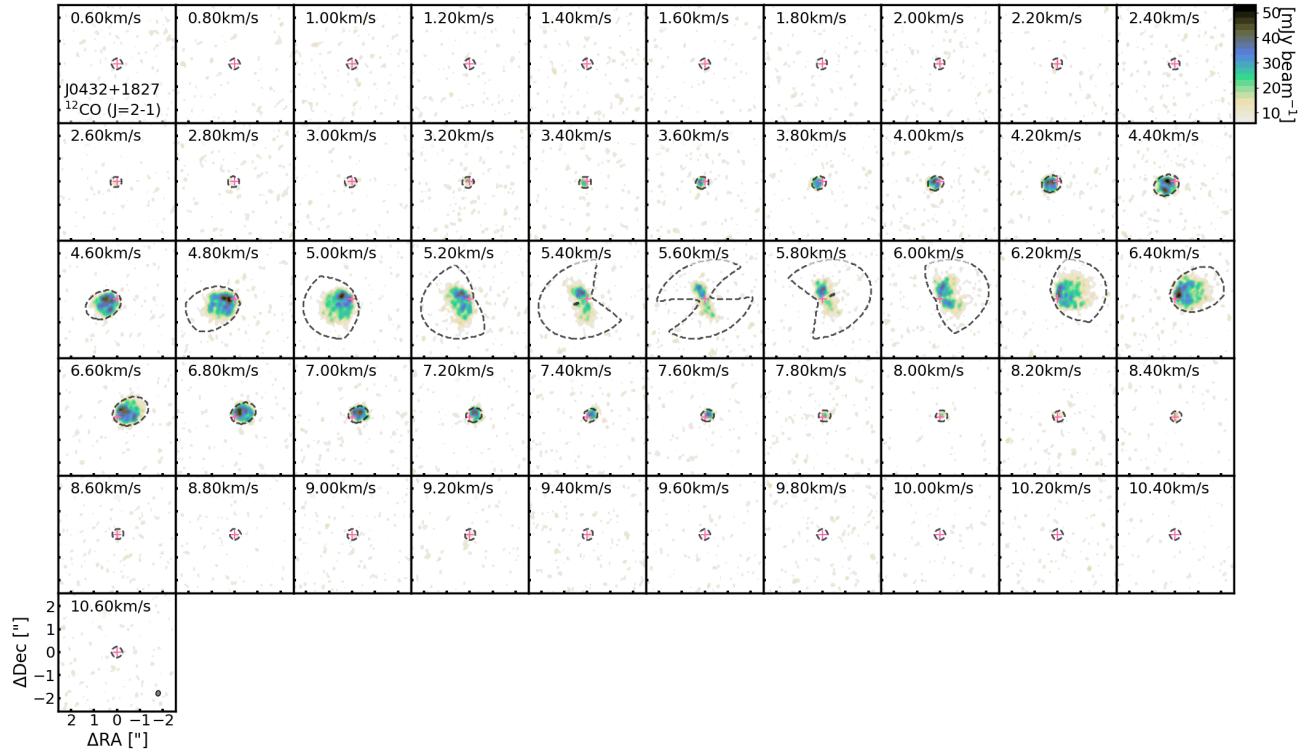 0.60km/s 0.80km/s 1.00km/s 1.20km/s 1.40km/s 1.60km/s 1.80km/s 2.00km/s 2.20km/s 2.40km/s
J0432+1827
¹²CO (J=2-1)
50
40
30
20
10
[mJy beam⁻¹]
2.60km/s 2.80km/s 3.00km/s 3.20km/s 3.40km/s 3.60km/s 3.80km/s 4.00km/s 4.20km/s 4.40km/s
4.60km/s 4.80km/s 5.00km/s 5.20km/s 5.40km/s 5.60km/s 5.80km/s 6.00km/s 6.20km/s 6.40km/s
6.60km/s 6.80km/s 7.00km/s 7.20km/s 7.40km/s 7.60km/s 7.80km/s 8.00km/s 8.20km/s 8.40km/s
8.60km/s 8.80km/s 9.00km/s 9.20km/s 9.40km/s 9.60km/s 9.80km/s 10.00km/s 10.20km/s 10.40km/s
10.60km/s
2
1
0
−1
−2
ΔDec ["]
2 1 0 −1 −2
ΔRA ["]